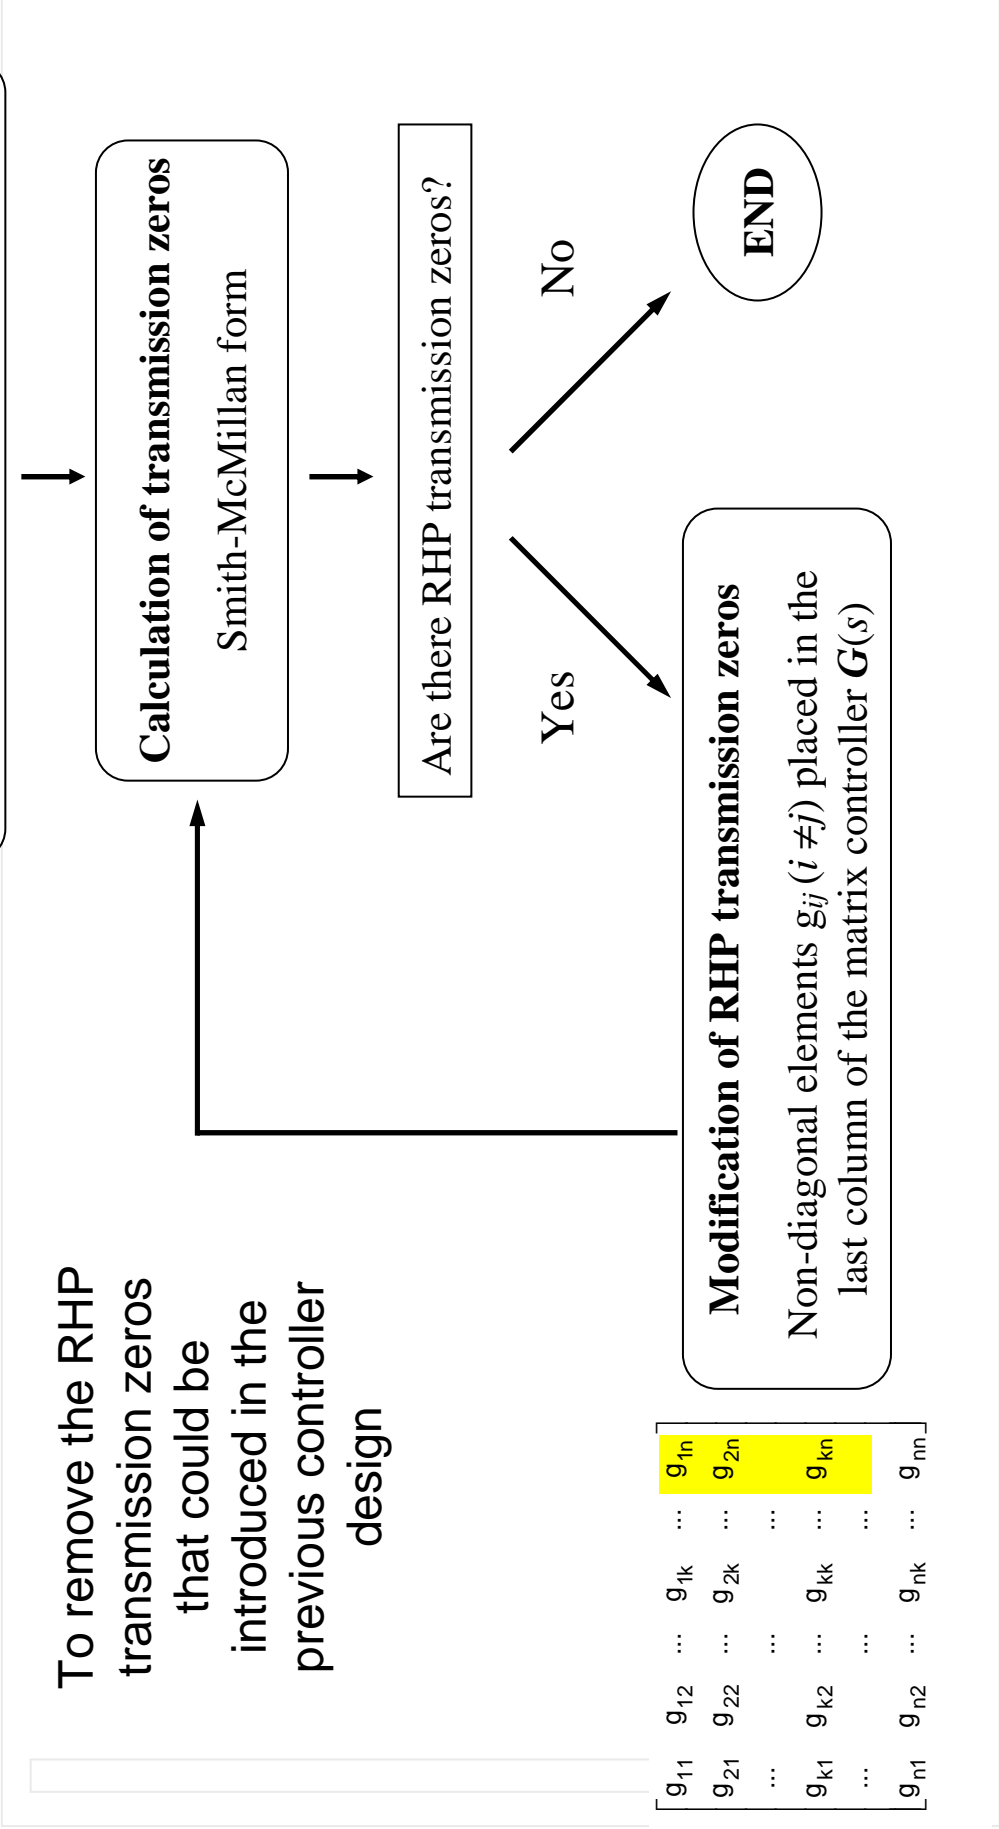 To remove the RHP
transmission zeros
that could be
introduced in the
previous controller
design
Calculation of transmission zeros
Smith-McMillan form
Are there RHP transmission zeros?
Yes
No
END
Modification of RHP transmission zeros
Non-diagonal elements gij (i ≠j) placed in the
last column of the matrix controller G(s)
g11 g12 ... g1k ... g1n
g21 g22 ... g2k ... g2n
... ... ...
gk1 gk2 ... gkk ... gkn
... ... ...
gn1 gn2 ... gnk ... gnn